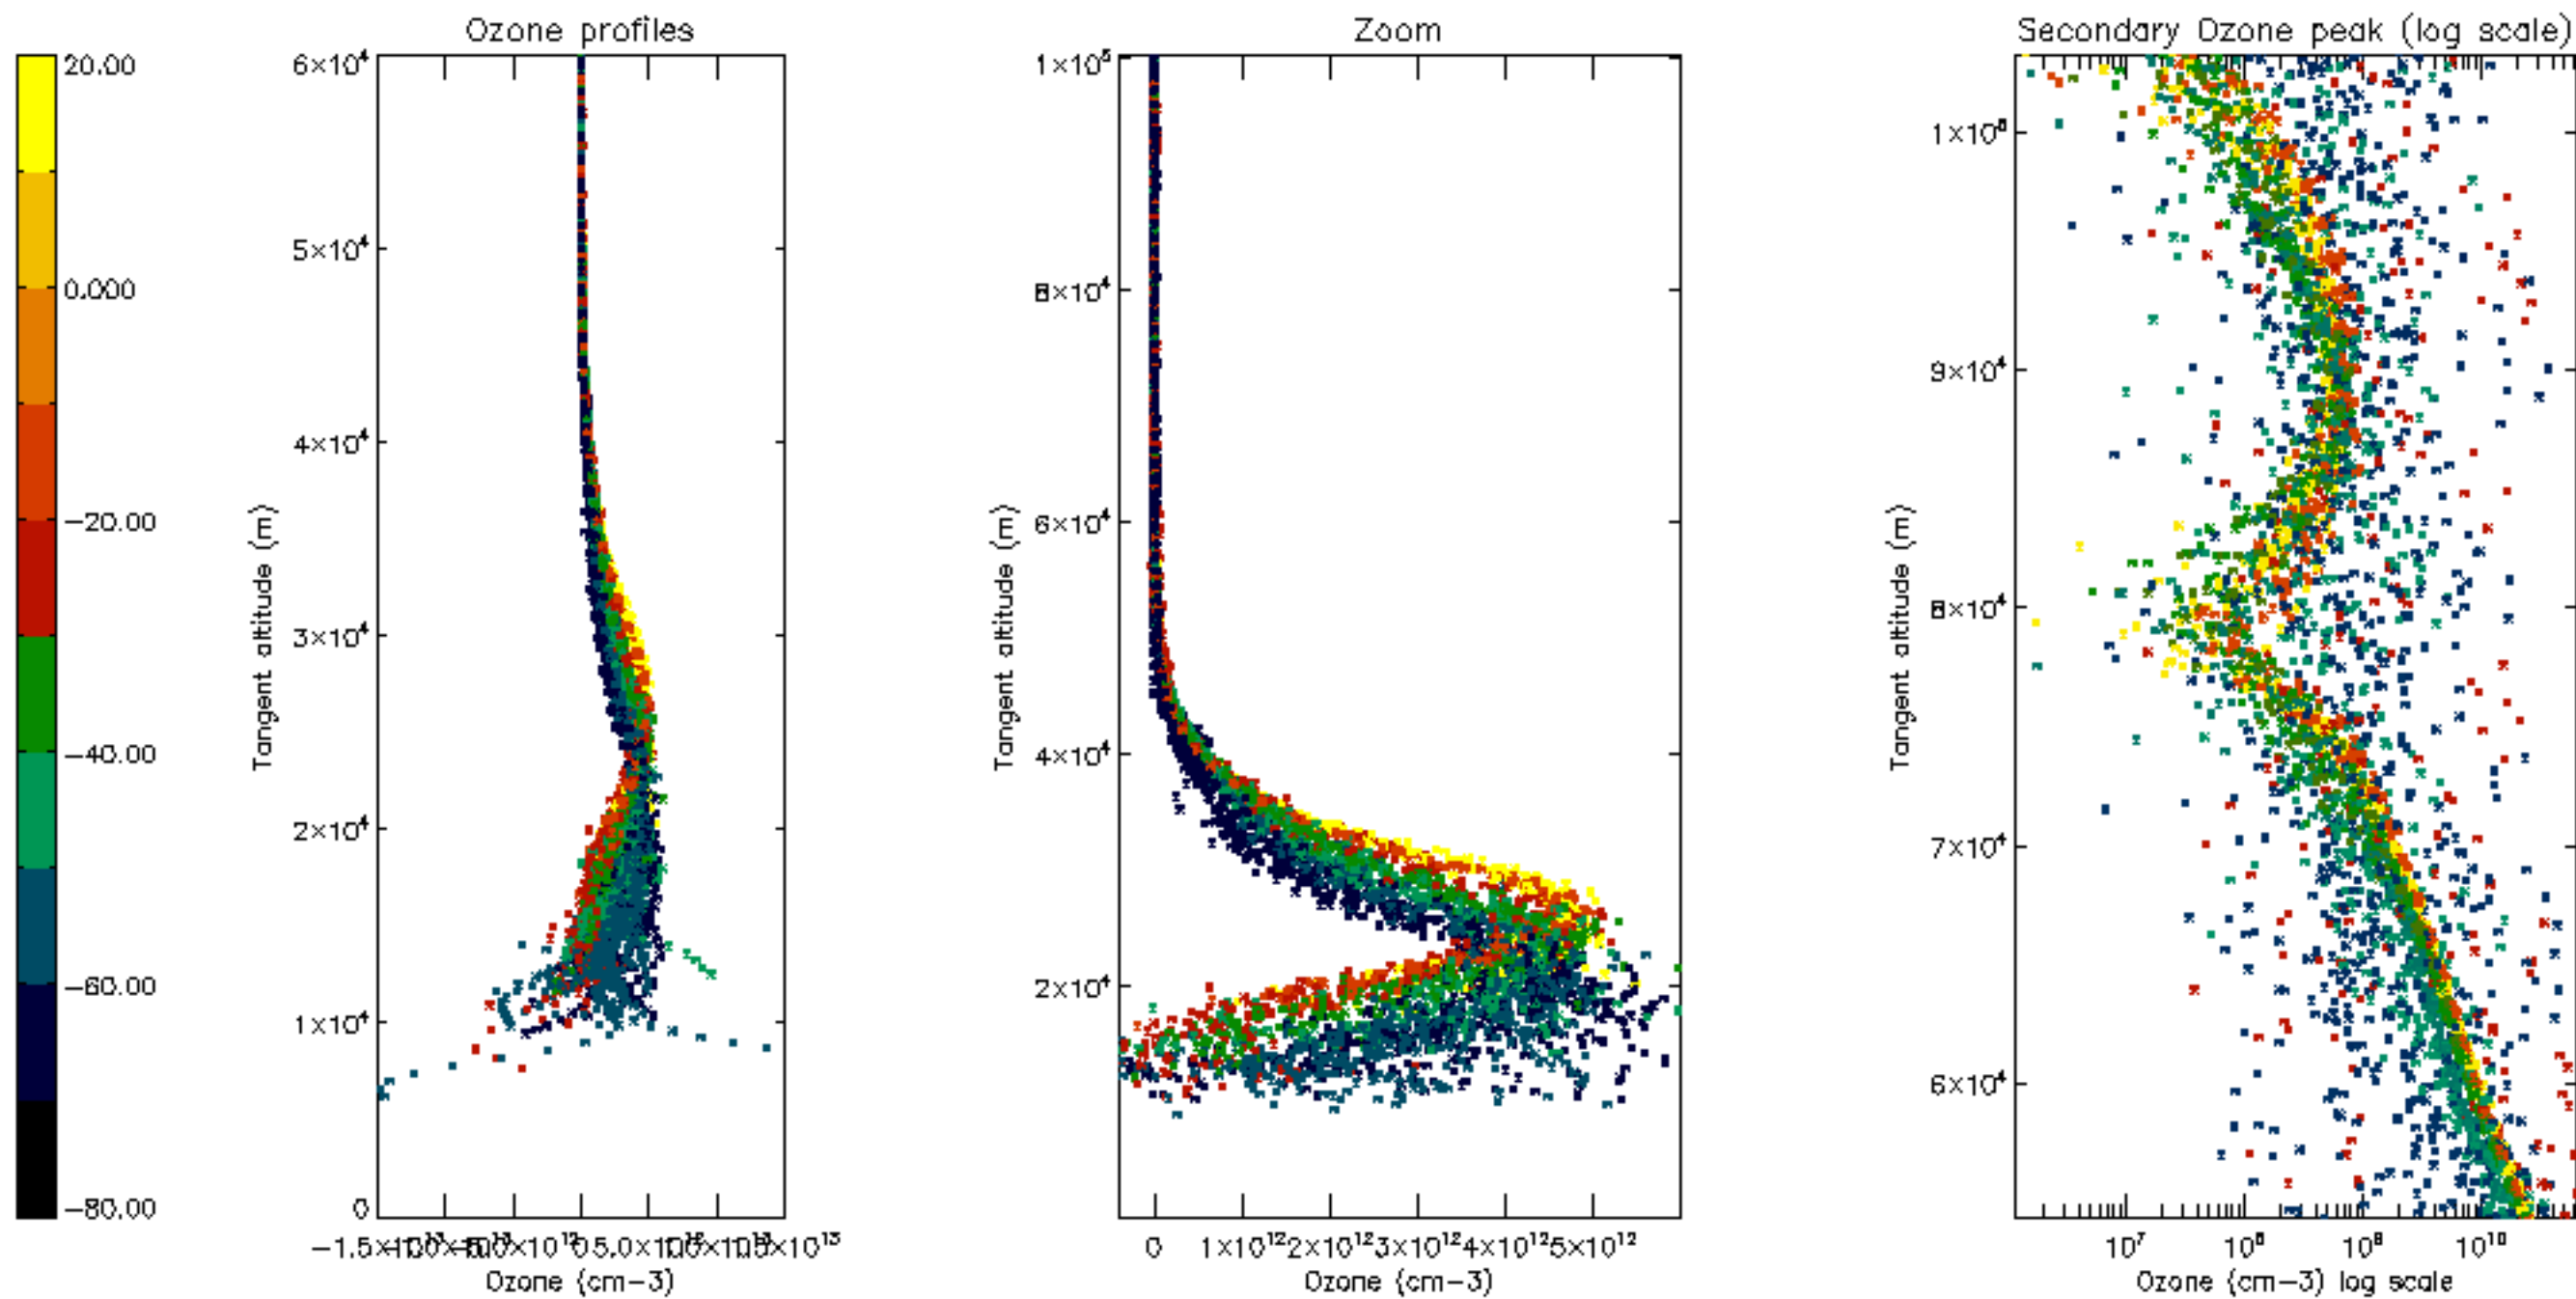 Ozone profiles
Zoom
Secondary Ozone peak (log scale)
20.00
0.000
−20.00
−40.00
−60.00
−80.00
6×10⁴
5×10⁴
4×10⁴
3×10⁴
2×10⁴
1×10⁴
0
Tangent altitude (m)
Ozone (cm−3)
1×10⁵
8×10⁴
6×10⁴
4×10⁴
2×10⁴
Tangent altitude (m)
0 1×10¹² 2×10¹² 3×10¹² 4×10¹² 5×10¹²
Ozone (cm−3)
9×10⁴
8×10⁴
7×10⁴
6×10⁴
Tangent altitude (m)
10⁷ 10⁸ 10⁹ 10¹⁰
Ozone (cm−3) log scale